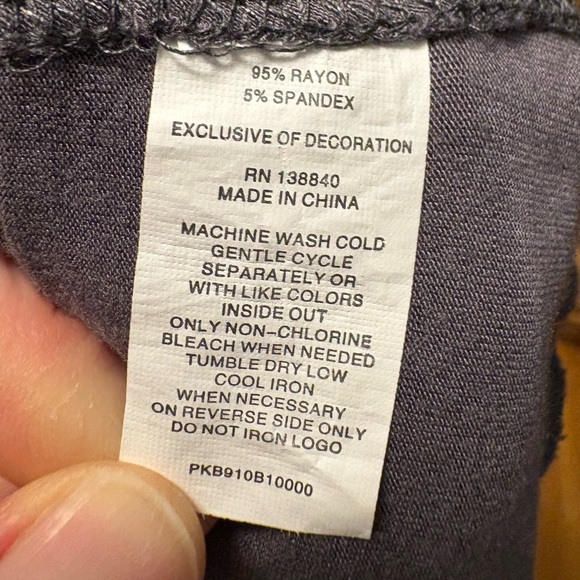 95% RAYON
5% SPANDEX
EXCLUSIVE OF DECORATION
RN 138840
MADE IN CHINA
MACHINE WASH COLD
GENTLE CYCLE
SEPARATELY OR
WITH LIKE COLORS
INSIDE OUT
ONLY NON-CHLORINE
BLEACH WHEN NEEDED
TUMBLE DRY LOW
COOL IRON
WHEN NECESSARY
ON REVERSE SIDE ONLY
DO NOT IRON LOGO
PKB910B10000